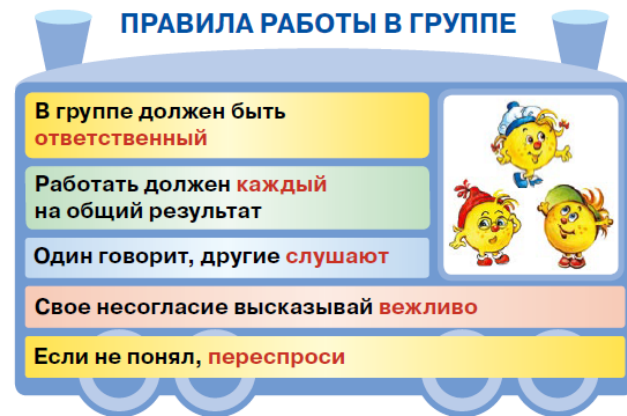 ПРАВИЛА РАБОТЫ В ГРУППЕ
В группе должен быть
ответственный
Работать должен каждый
на общий результат
Один говорит, другие слушают
Свое несогласие высказывай вежливо
Если не понял, переспроси